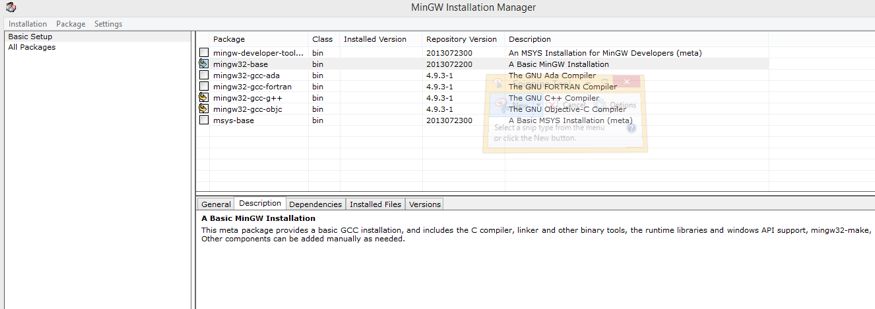 MinGW Installation Manager
Installation Package Settings
Basic Setup
All Packages
Package Class Installed Version Repository Version Description
mingw-developer-tool... bin 2013072300 An MSYS Installation for MinGW Developers (meta)
mingw32-base bin 2013072200 A Basic MinGW Installation
mingw32-gcc-ada bin 4.9.3-1 The GNU Ada Compiler
mingw32-gcc-fortran bin 4.9.3-1 The GNU FORTRAN Compiler
mingw32-gcc-g++ bin 4.9.3-1 The GNU C++ Compiler
mingw32-gcc-objc bin 4.9.3-1 The GNU Objective-C Compiler
msys-base bin 2013072300 A Basic MSYS Installation (meta)
Options
Select a snip type from the menu
or click the New button.
General Description Dependencies Installed Files Versions
A Basic MinGW Installation
This meta package provides a basic GCC installation, and includes the C compiler, linker and other binary tools, the runtime libraries and windows API support, mingw32-make,
Other components can be added manually as needed.